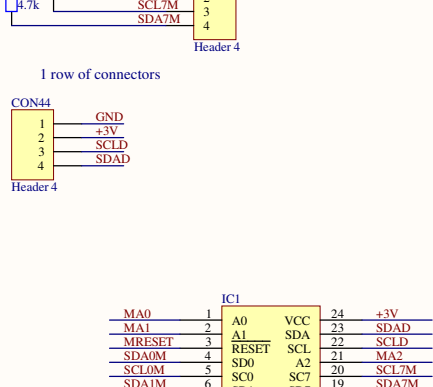 4.7k
SCL7M
SDA7M
2
3
4
Header 4
1 row of connectors
CON44
1 GND
2 +3V
3 SCLD
4 SDAD
Header 4
IC1
MA0 1 A0 VCC 24 +3V
MA1 2 A1 SDA 23 SDAD
MRESET 3 RESET SCL 22 SCLD
SDA0M 4 SD0 A2 21 MA2
SCL0M 5 SC0 SC7 20 SCL7M
SDA1M 6 19 SDA7M